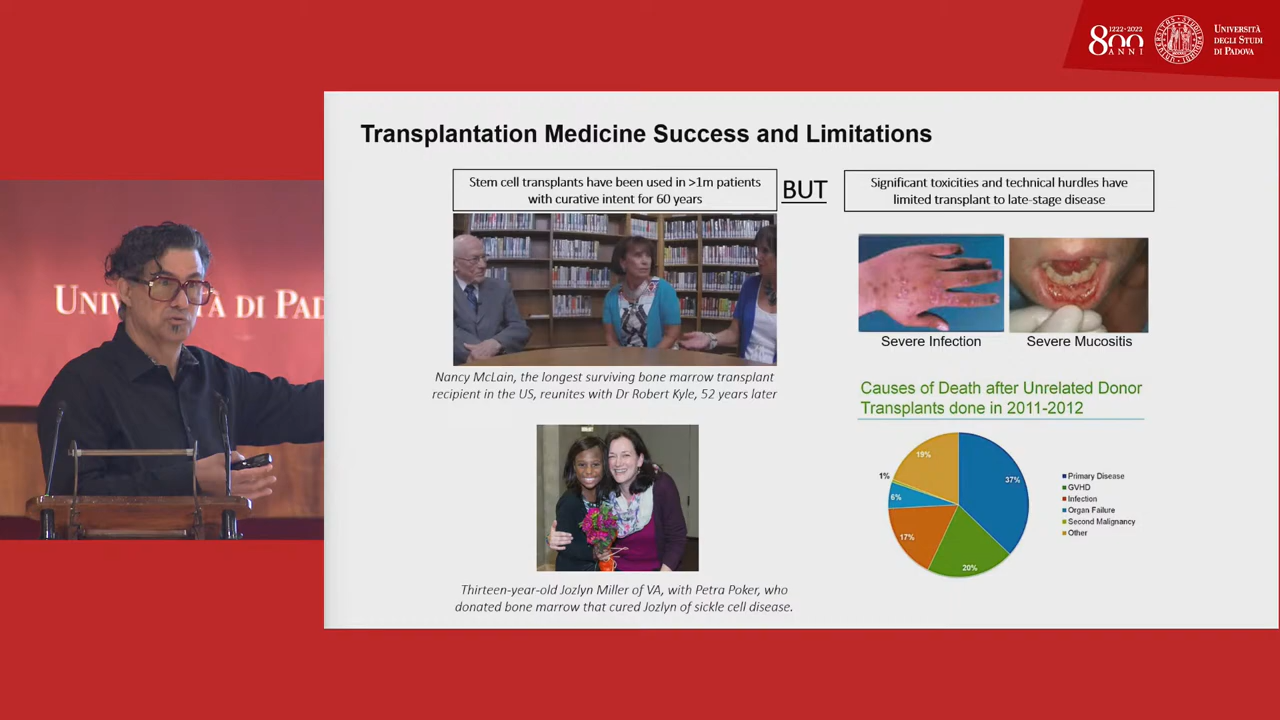 1222-2022
800
ANNI
UNIVERSITÀ
DEGLI STUDI
DI PADOVA
Transplantation Medicine Success and Limitations
Stem cell transplants have been used in >1m patients
with curative intent for 60 years
BUT
Significant toxicities and technical hurdles have
limited transplant to late-stage disease
Severe Infection
Severe Mucositis
Nancy McLain, the longest surviving bone marrow transplant
recipient in the US, reunites with Dr Robert Kyle, 52 years later
Causes of Death after Unrelated Donor
Transplants done in 2011-2012
37%
20%
17%
6%
1%
19%
Primary Disease
GVHD
Infection
Organ Failure
Second Malignancy
Other
Thirteen-year-old Jozlyn Miller of VA, with Petra Poker, who
donated bone marrow that cured Jozlyn of sickle cell disease.